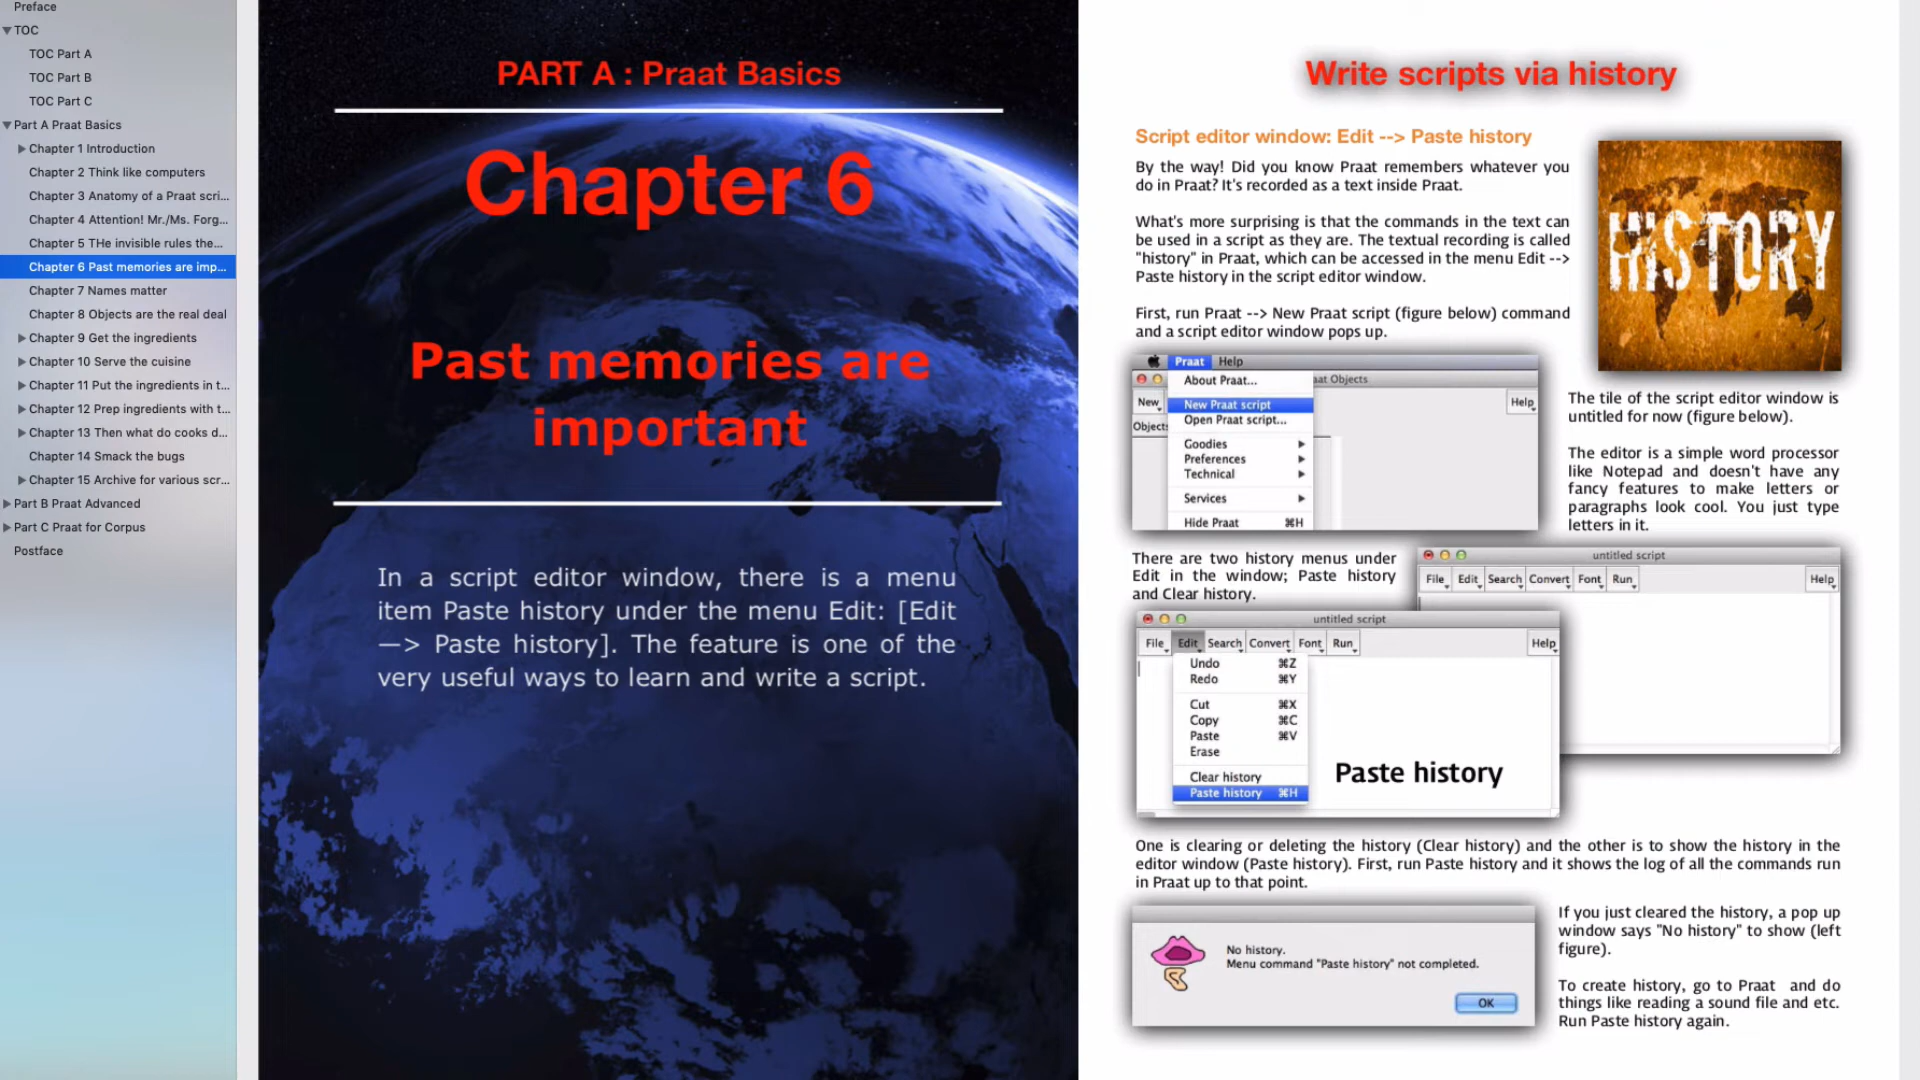 Preface
TOC
TOC Part A
TOC Part B
TOC Part C
Part A Praat Basics
Chapter 1 Introduction
Chapter 2 Think like computers
Chapter 3 Anatomy of a Praat scri...
Chapter 4 Attention! Mr./Ms. Forg...
Chapter 5 THe invisible rules the...
Chapter 6 Past memories are imp...
Chapter 7 Names matter
Chapter 8 Objects are the real deal
Chapter 9 Get the ingredients
Chapter 10 Serve the cuisine
Chapter 11 Put the ingredients in t...
Chapter 12 Prep ingredients with t...
Chapter 13 Then what do cooks d...
Chapter 14 Smack the bugs
Chapter 15 Archive for various scr...
Part B Praat Advanced
Part C Praat for Corpus
Postface
PART A : Praat Basics
Chapter 6
Past memories are
important
In a script editor window, there is a menu
item Paste history under the menu Edit: [Edit
—> Paste history]. The feature is one of the
very useful ways to learn and write a script.
Write scripts via history
Script editor window: Edit --> Paste history
By the way! Did you know Praat remembers whatever you
do in Praat? It's recorded as a text inside Praat.
What's more surprising is that the commands in the text can
be used in a script as they are. The textual recording is called
"history" in Praat, which can be accessed in the menu Edit -->
Paste history in the script editor window.
First, run Praat --> New Praat script (figure below) command
and a script editor window pops up.
HISTORY
Praat Help
About Praat...
aat Objects
New
New Praat script
Help
Open Praat script...
Objects
Goodies
Preferences
Technical
Services
Hide Praat ⌘H
The tile of the script editor window is
untitled for now (figure below).
The editor is a simple word processor
like Notepad and doesn't have any
fancy features to make letters or
paragraphs look cool. You just type
letters in it.
There are two history menus under
Edit in the window; Paste history
and Clear history.
untitled script
File Edit Search Convert Font Run Help
untitled script
File Edit Search Convert Font Run Help
Undo ⌘Z
Redo ⌘Y
Cut ⌘X
Copy ⌘C
Paste ⌘V
Erase
Clear history
Paste history ⌘H
Paste history
One is clearing or deleting the history (Clear history) and the other is to show the history in the
editor window (Paste history). First, run Paste history and it shows the log of all the commands run
in Praat up to that point.
No history.
Menu command "Paste history" not completed.
OK
If you just cleared the history, a pop up
window says "No history" to show (left
figure).
To create history, go to Praat and do
things like reading a sound file and etc.
Run Paste history again.